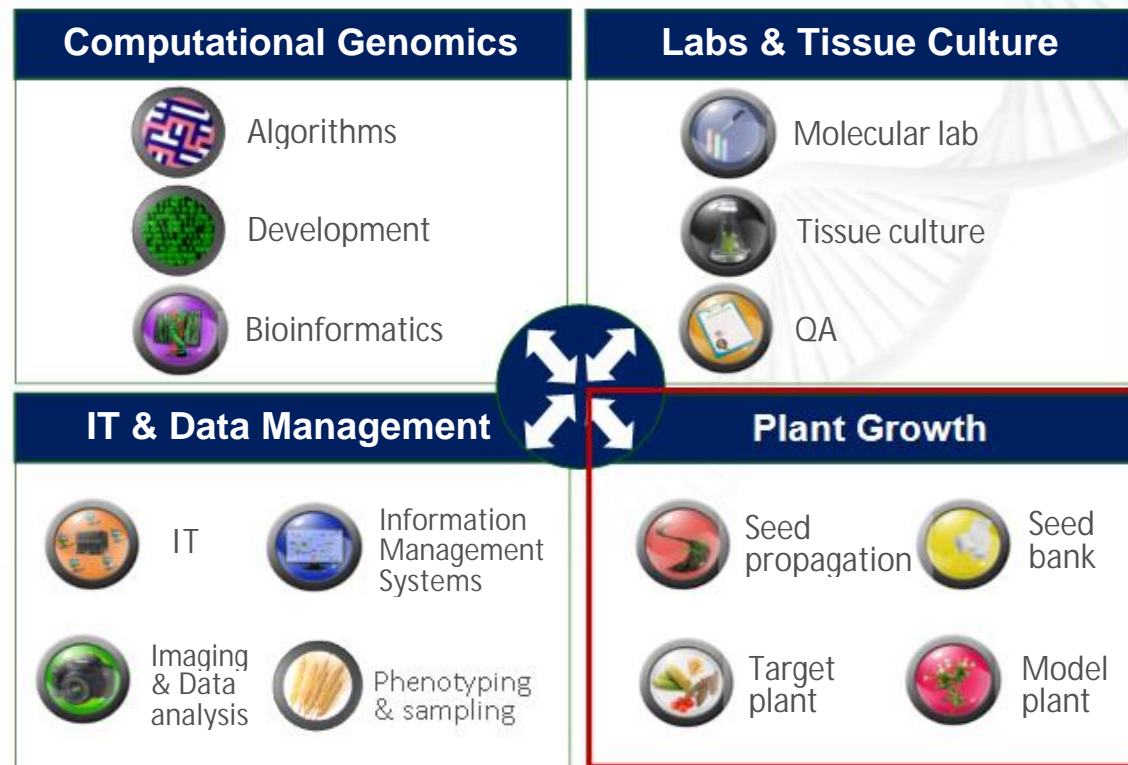 Computational Genomics
Algorithms
Development
Bioinformatics
Labs & Tissue Culture
Molecular lab
Tissue culture
QA
IT & Data Management
IT
Information
Management
Systems
Imaging
& Data
analysis
Phenotyping
& sampling
Plant Growth
Seed
propagation
Seed
bank
Target
plant
Model
plant